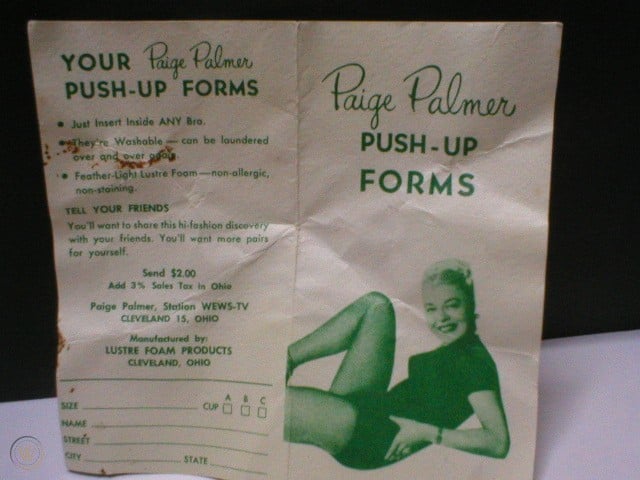 YOUR Paige Palmer
PUSH-UP FORMS
• Just Insert Inside ANY Bra.
• They're Washable — can be laundered
over and over again.
• Feather-Light Lustre Foam—non-allergic,
non-staining.
TELL YOUR FRIENDS
You'll want to share this hi-fashion discovery
with your friends. You'll want more pairs
for yourself.
Send $2.00
Add 3% Sales Tax In Ohio
Paige Palmer, Station WEWS-TV
CLEVELAND 15, OHIO
Manufactured by:
LUSTRE FOAM PRODUCTS
CLEVELAND, OHIO
SIZE CUP A B C
NAME
STREET
CITY STATE
Paige Palmer
PUSH-UP
FORMS